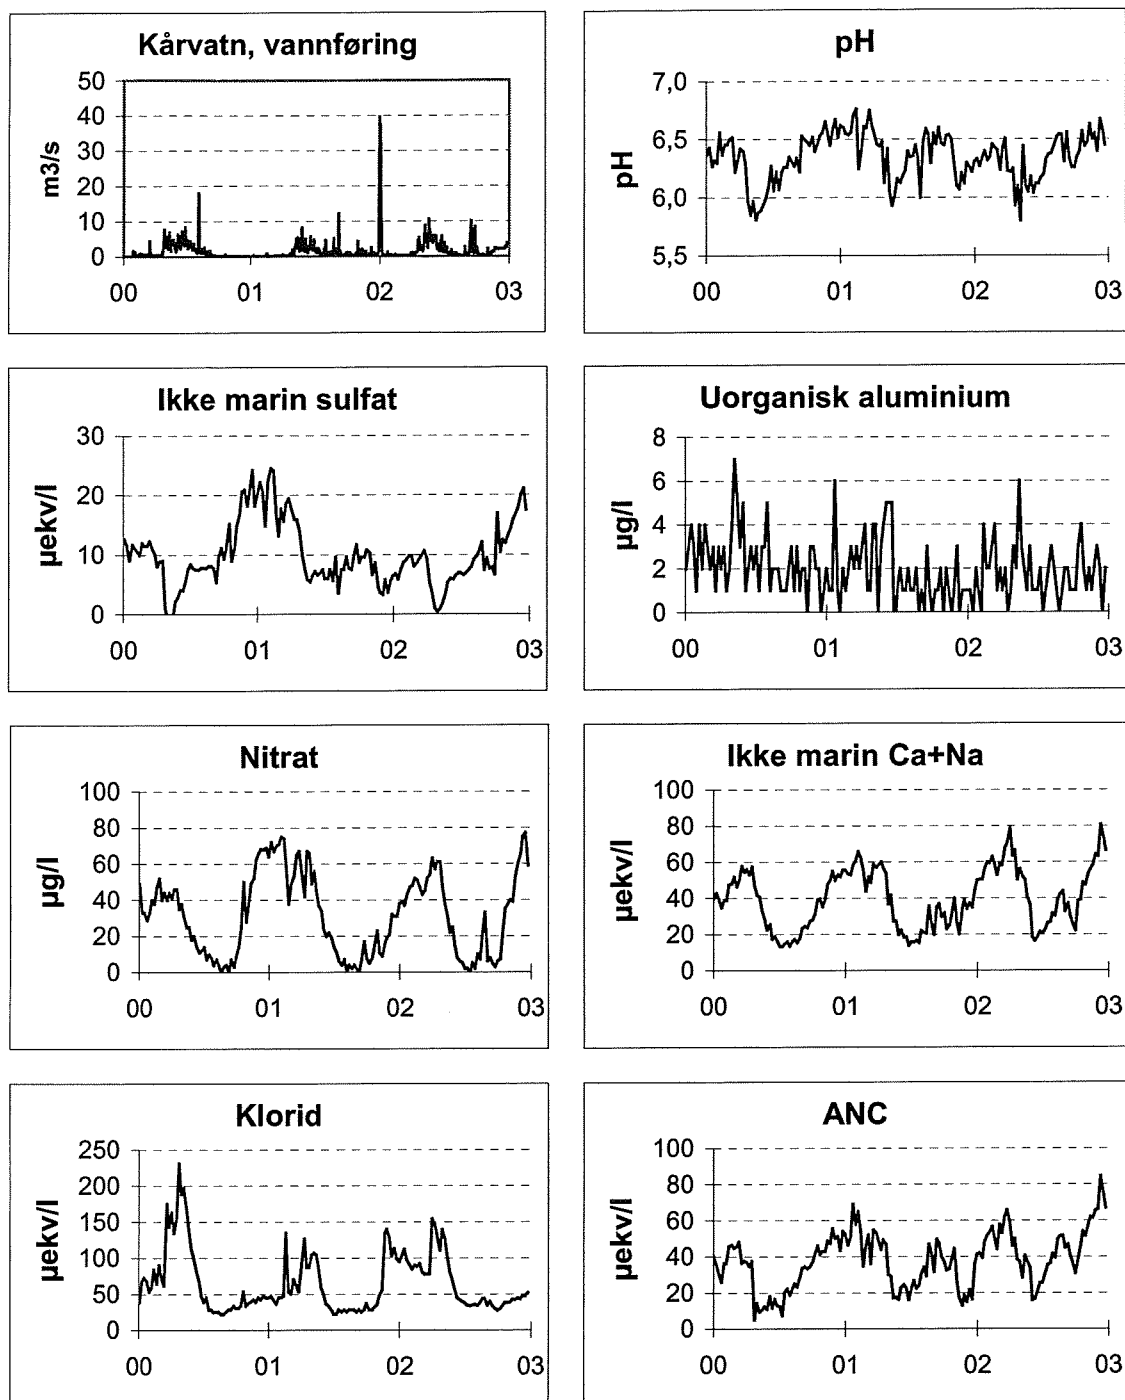 Kårvatn, vannføring
50
40
30
20
10
0
m3/s
00 01 02 03
pH
7,0
6,5
6,0
5,5
pH
00 01 02 03
Ikke marin sulfat
30
20
10
0
µekv/l
00 01 02 03
Uorganisk aluminium
8
6
4
2
0
µg/l
00 01 02 03
Nitrat
100
80
60
40
20
0
µg/l
00 01 02 03
Ikke marin Ca+Na
100
80
60
40
20
0
µekv/l
00 01 02 03
Klorid
250
200
150
100
50
0
µekv/l
00 01 02 03
ANC
100
80
60
40
20
0
µekv/l
00 01 02 03